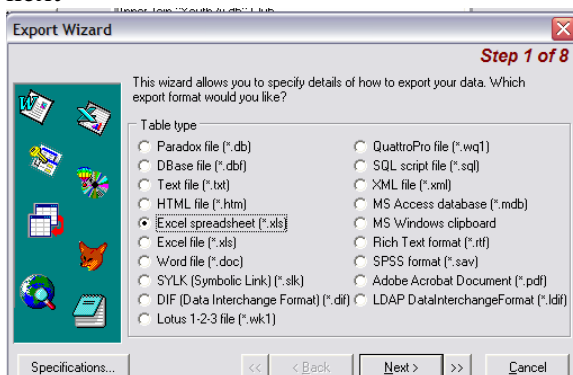 Inner Join "Youth4u.db" Club
Export Wizard
Step 1 of 8
This wizard allows you to specify details of how to export your data. Which
export format would you like?
Table type
Paradox file (*.db)
DBase file (*.dbf)
Text file (*.txt)
HTML file (*.htm)
Excel spreadsheet (*.xls)
Excel file (*.xls)
Word file (*.doc)
SYLK (Symbolic Link) (*.slk)
DIF (Data Interchange Format) (*.dif)
Lotus 1-2-3 file (*.wk1)
QuattroPro file (*.wq1)
SQL script file (*.sql)
XML file (*.xml)
MS Access database (*.mdb)
MS Windows clipboard
Rich Text format (*.rtf)
SPSS format (*.sav)
Adobe Acrobat Document (*.pdf)
LDAP DataInterchangeFormat (*.ldif)
Specifications... << < Back Next > >> Cancel